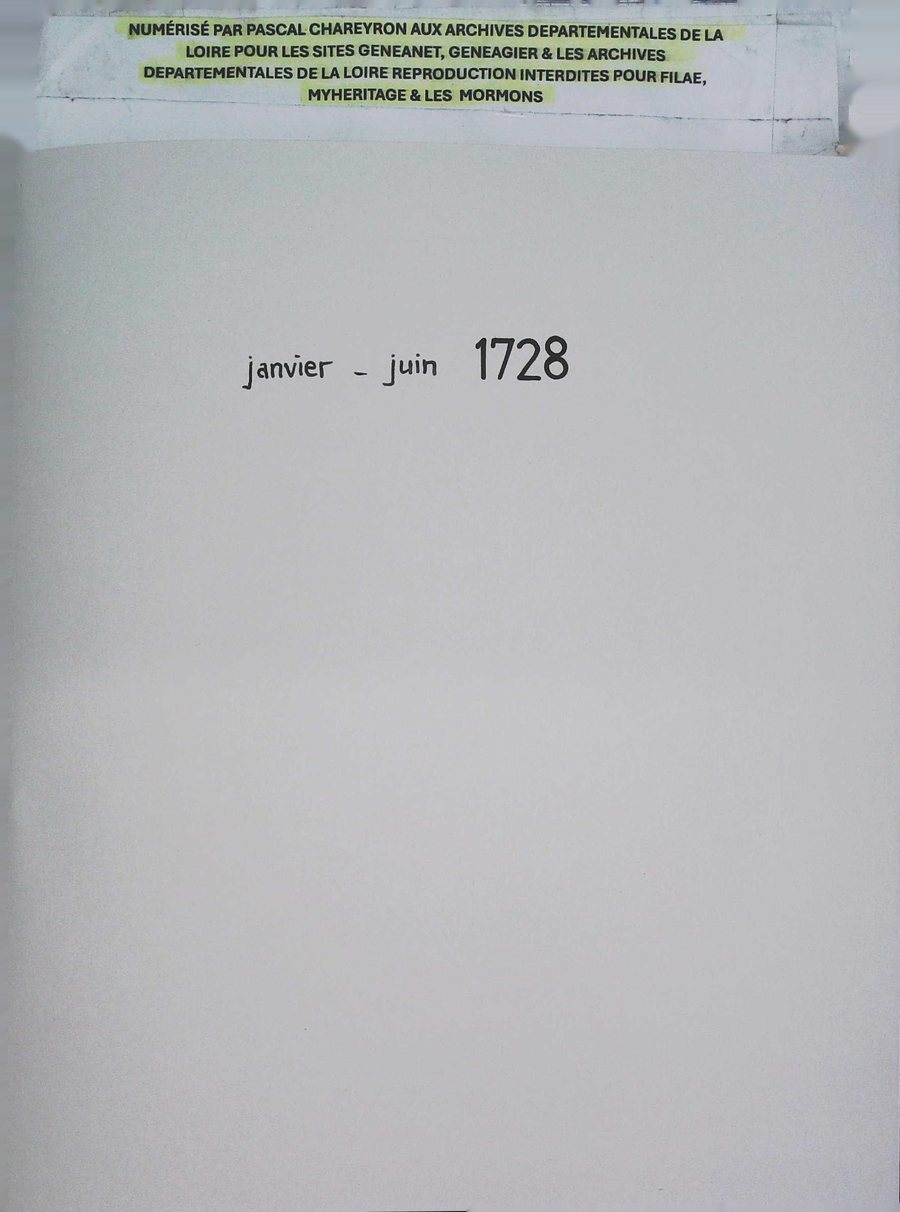 NUMÉRISÉ PAR PASCAL CHAREYRON AUX ARCHIVES DEPARTEMENTALES DE LA
LOIRE POUR LES SITES GENEANET, GENEAGIER & LES ARCHIVES
DEPARTEMENTALES DE LA LOIRE REPRODUCTION INTERDITES POUR FILAE,
MYHERITAGE & LES MORMONS
janvier - juin 1728